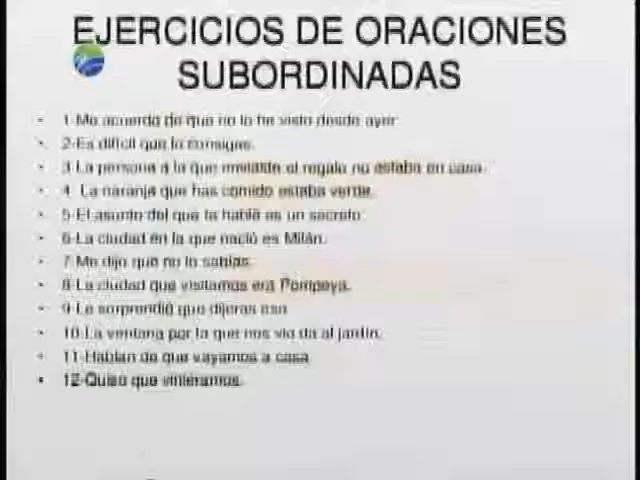 EJERCICIOS DE ORACIONES
SUBORDINADAS
• 1-Me acuerdo de que no lo he visto desde ayer
• 2-Es difícil que lo consigas.
• 3-La persona a la que enviaste el regalo no estaba en casa.
• 4. La naranja que has comido estaba verde.
• 5-El asunto del que te hablé es un secreto
• 6-La ciudad en la que nació es Milán.
• 7-Me dijo que no lo sabías.
• 8-La ciudad que visitamos era Pompeya.
• 9-Le sorprendió que dijeras eso
• 10-La ventana por la que nos vio da al jardín.
• 11-Hablan de que vayamos a casa
• 12-Quiso que viniéramos.